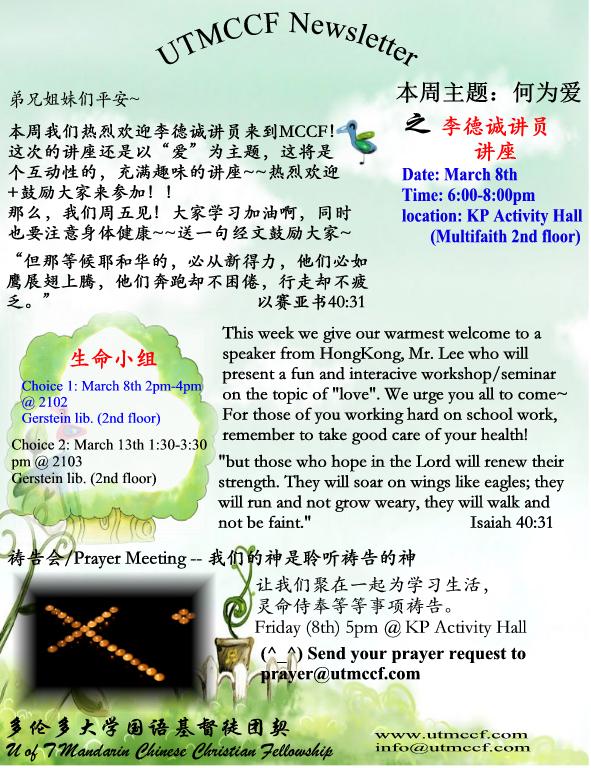 UTMCCF Newsletter
弟兄姐妹们平安~
本周我们热烈欢迎李德诚讲员来到MCCF！
这次的讲座还是以“爱”为主题，这将是
个互动性的，充满趣味的讲座~~热烈欢迎
+鼓励大家来参加！！
那么，我们周五见！大家学习加油啊，同时
也要注意身体健康~~送一句经文鼓励大家~
“但那等候耶和华的，必从新得力，他们必如
鹰展翅上腾，他们奔跑却不困倦，行走却不疲
乏。” 以赛亚书40:31
本周主题：何为爱
之 李德诚讲员
讲座
Date: March 8th
Time: 6:00-8:00pm
location: KP Activity Hall
(Multifaith 2nd floor)
生命小组
Choice 1: March 8th 2pm-4pm
@ 2102
Gerstein lib. (2nd floor)
Choice 2: March 13th 1:30-3:30
pm @ 2103
Gerstein lib. (2nd floor)
This week we give our warmest welcome to a
speaker from HongKong, Mr. Lee who will
present a fun and interacive workshop/seminar
on the topic of "love". We urge you all to come~
For those of you working hard on school work,
remember to take good care of your health!
"but those who hope in the Lord will renew their
strength. They will soar on wings like eagles; they
will run and not grow weary, they will walk and
not be faint." Isaiah 40:31
祷告会/Prayer Meeting -- 我们的神是聆听祷告的神
让我们聚在一起为学习生活，
灵命侍奉等等事项祷告。
Friday (8th) 5pm @ KP Activity Hall
(^_^) Send your prayer request to
prayer@utmccf.com
多伦多大学国语基督徒团契
U of T Mandarin Chinese Christian Fellowship
www.utmccf.com
info@utmccf.com